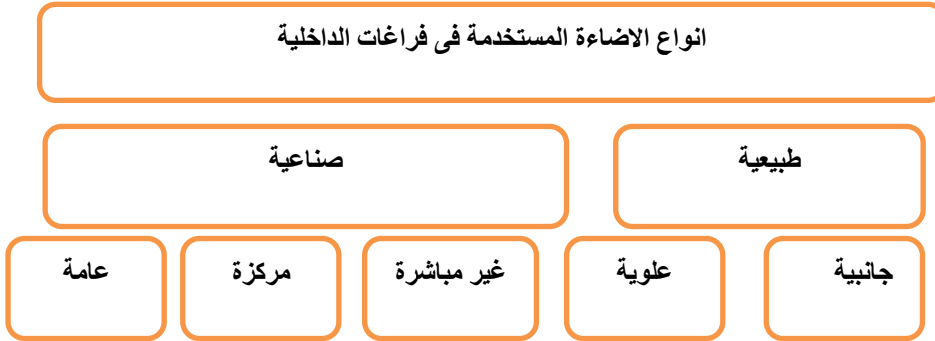 انواع الاضاءة المستخدمة فى فراغات الداخلية
طبيعية
صناعية
جانبية
علوية
غير مباشرة
مركزة
عامة